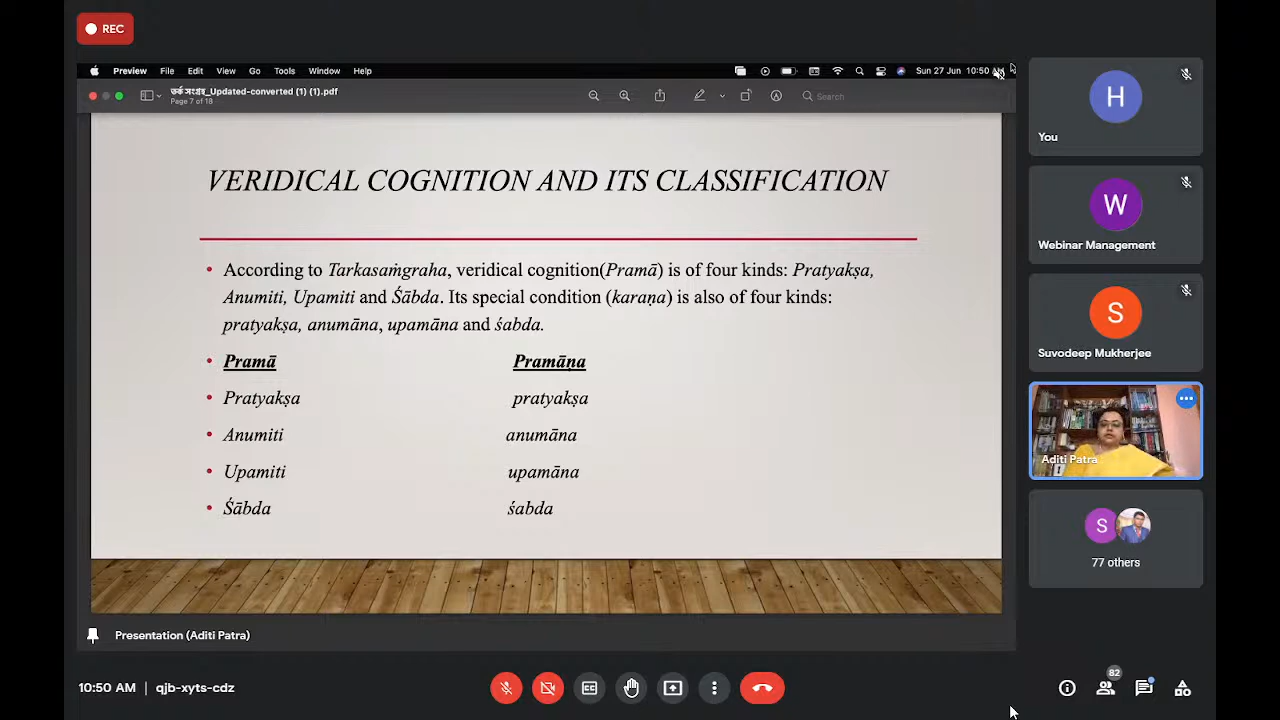 REC
Preview File Edit View Go Tools Window Help
Sun 27 Jun 10:50
তর্ক সংগ্রহ_Updated-converted (1) (1).pdf
Page 7 of 18
Search
VERIDICAL COGNITION AND ITS CLASSIFICATION
• According to Tarkasaṁgraha, veridical cognition(Pramā) is of four kinds: Pratyakṣa,
Anumiti, Upamiti and Śābda. Its special condition (karaṇa) is also of four kinds:
pratyakṣa, anumāna, upamāna and śabda.
• Pramā Pramāṇa
• Pratyakṣa pratyakṣa
• Anumiti anumāna
• Upamiti upamāna
• Śābda śabda
Presentation (Aditi Patra)
H
You
W
Webinar Management
S
Suvodeep Mukherjee
Aditi Patra
S
77 others
10:50 AM | qjb-xyts-cdz
CC
82